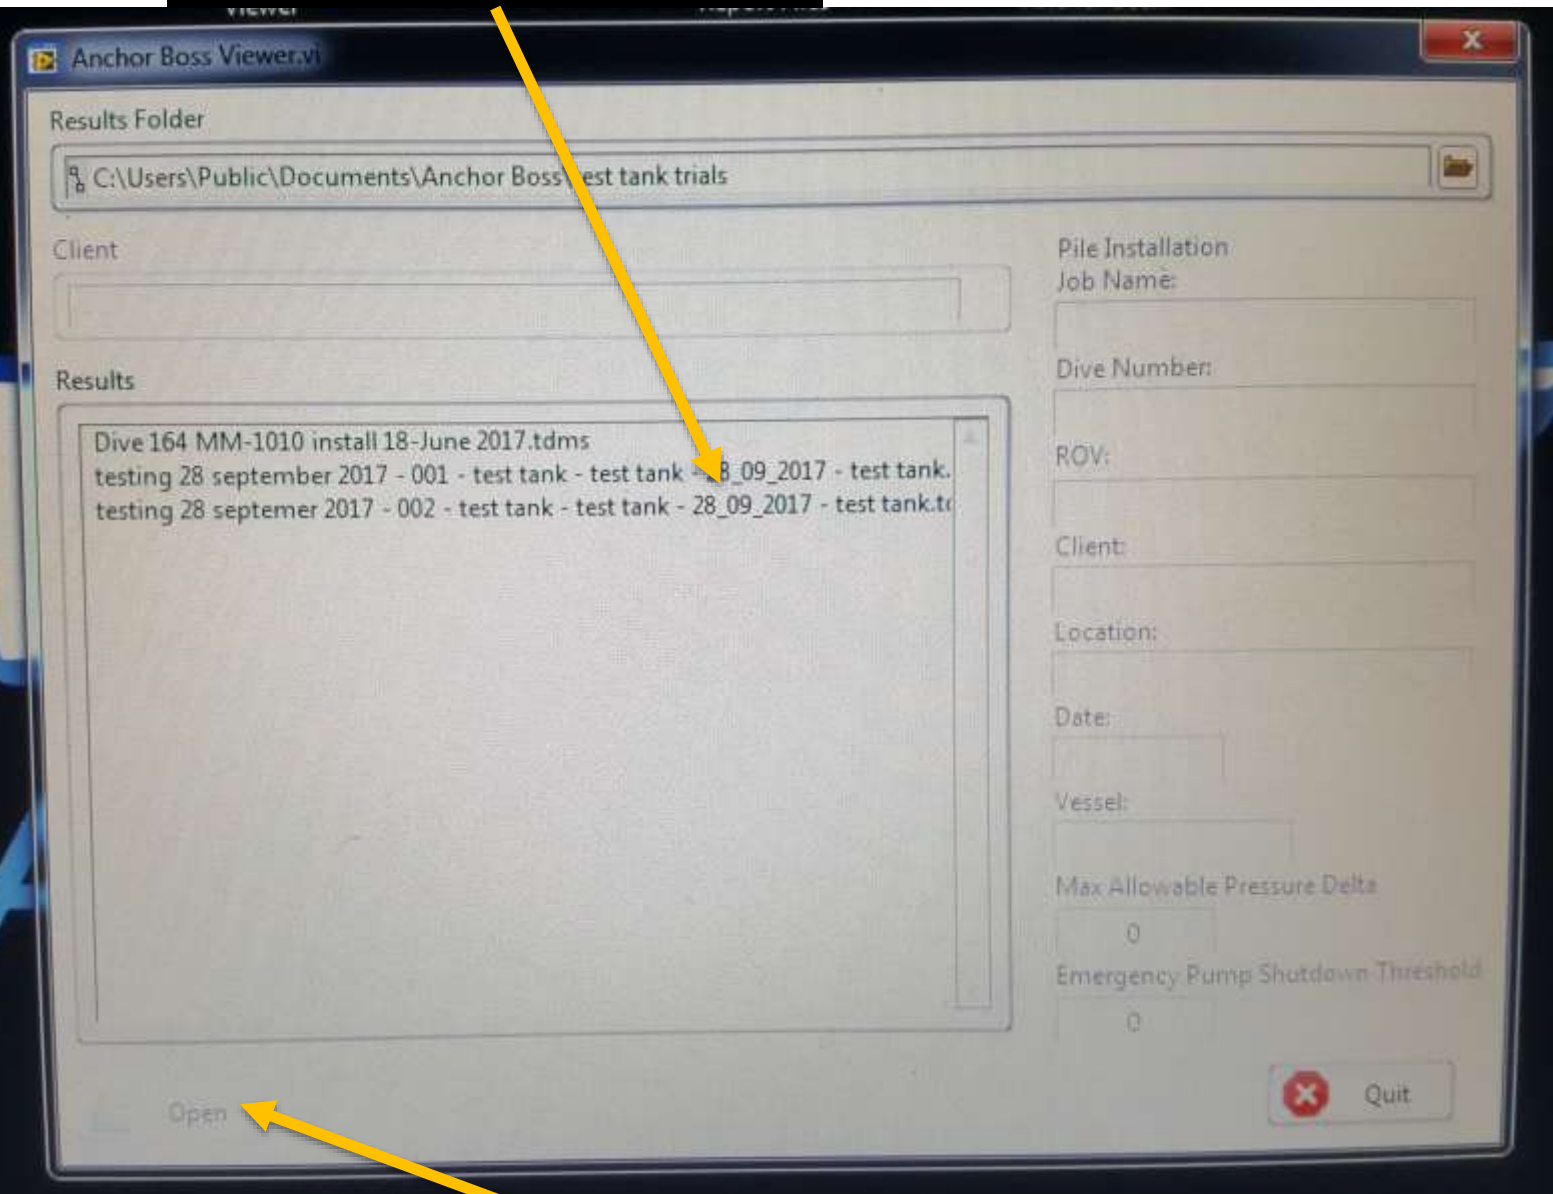 Viewer
Anchor Boss Viewer.vi
Results Folder
C:\Users\Public\Documents\Anchor Boss\ est tank trials
Client
Pile Installation
Job Name:
Results
Dive Number:
Dive 164 MM-1010 install 18-June 2017.tdms
testing 28 september 2017 - 001 - test tank - test tank - 8_09_2017 - test tank.
testing 28 septemer 2017 - 002 - test tank - test tank - 28_09_2017 - test tank.tc
ROV:
Client:
Location:
Date:
Vessel:
Max Allowable Pressure Delta
0
Emergency Pump Shutdown Threshold
0
Open
Quit